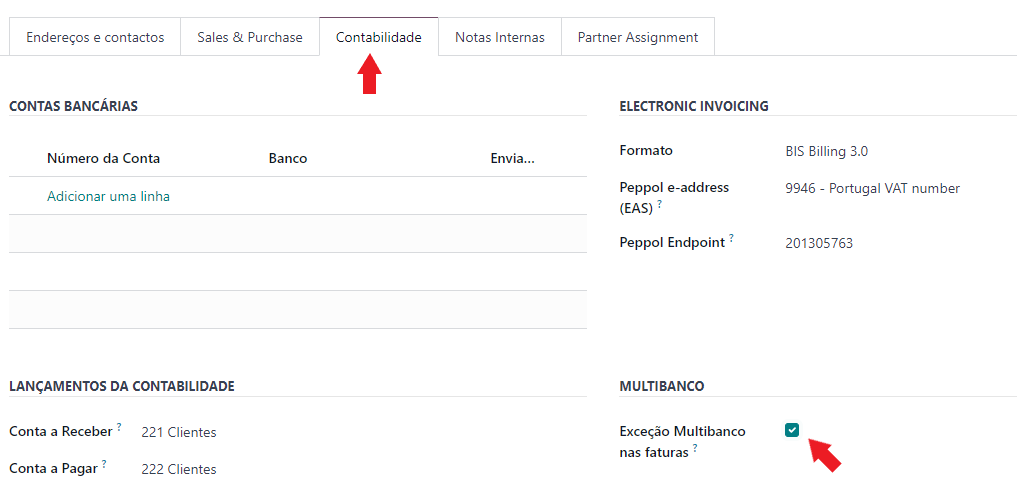 Endereços e contactos
Sales & Purchase
Contabilidade
Notas Internas
Partner Assignment
CONTAS BANCÁRIAS
Número da Conta
Banco
Envia...
Adicionar uma linha
ELECTRONIC INVOICING
Formato
BIS Billing 3.0
Peppol e-address
(EAS) ?
9946 - Portugal VAT number
Peppol Endpoint ?
201305763
LANÇAMENTOS DA CONTABILIDADE
Conta a Receber ?
221 Clientes
Conta a Pagar ?
222 Clientes
MULTIBANCO
Exceção Multibanco
nas faturas ?